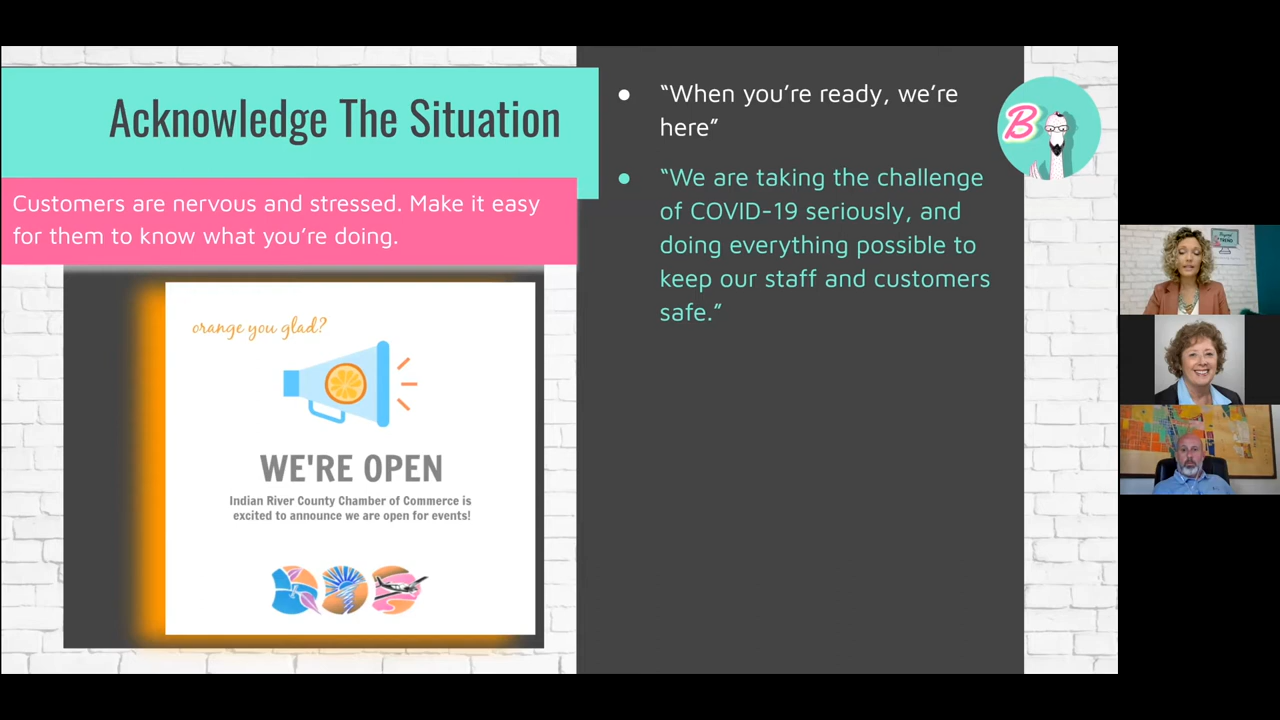 Acknowledge The Situation
Customers are nervous and stressed. Make it easy
for them to know what you're doing.
orange you glad?
WE'RE OPEN
Indian River County Chamber of Commerce is
excited to announce we are open for events!
● “When you’re ready, we’re
here”
● “We are taking the challenge
of COVID-19 seriously, and
doing everything possible to
keep our staff and customers
safe.”
B